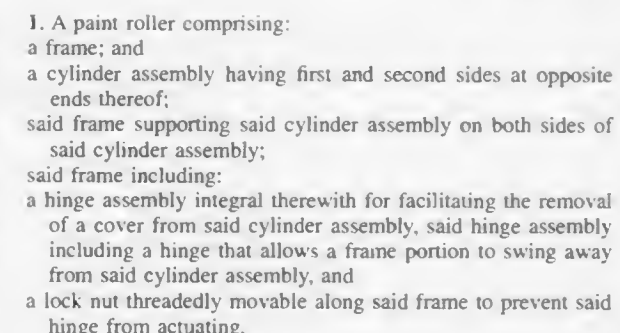 1. A paint roller comprising:
a frame; and
a cylinder assembly having first and second sides at opposite
ends thereof;
said frame supporting said cylinder assembly on both sides of
said cylinder assembly;
said frame including:
a hinge assembly integral therewith for facilitating the removal
of a cover from said cylinder assembly, said hinge assembly
including a hinge that allows a frame portion to swing away
from said cylinder assembly, and
a lock nut threadedly movable along said frame to prevent said
hinge from actuating.